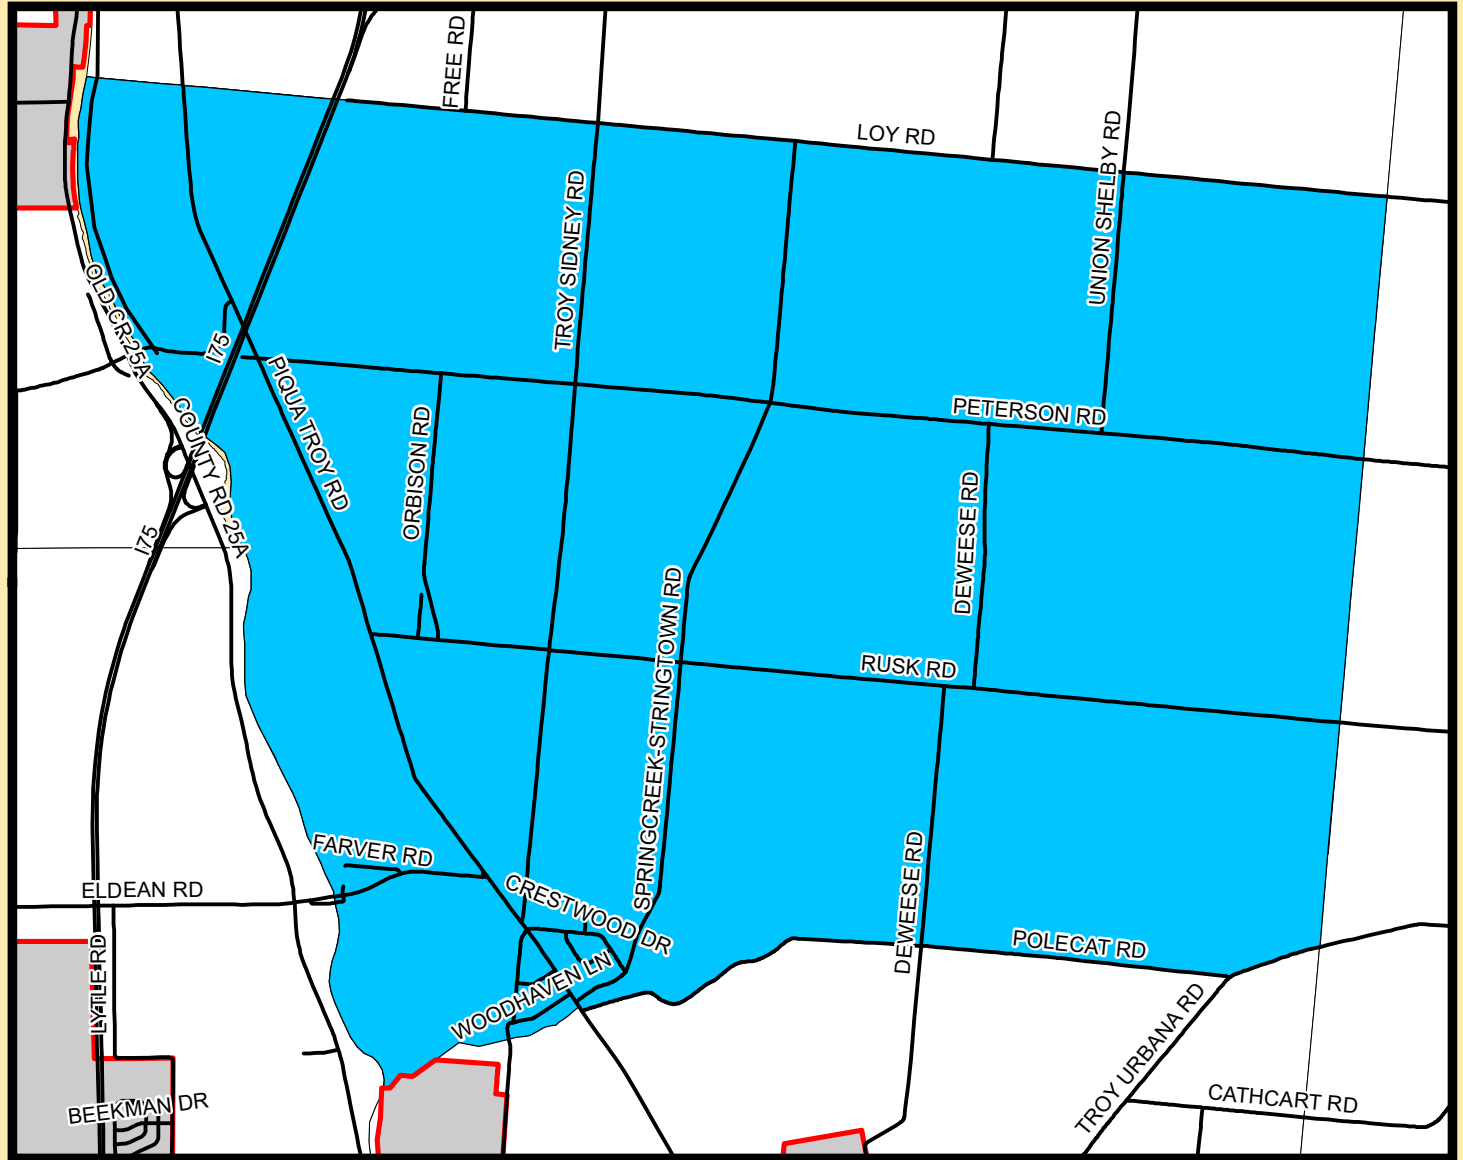 FREE RD
LOY RD
UNION SHELBY RD
TROY SIDNEY RD
OLD-CR-25A
I75
PIQUA TROY RD
COUNTY RD-25A
ORBISON RD
PETERSON RD
DEWEESE RD
I75
SPRINGCREEK-STRINGTOWN RD
RUSK RD
FARVER RD
ELDEAN RD
CRESTWOOD DR
DEWEESE RD
LYTLE RD
WOODHAVEN LN
POLECAT RD
TROY URBANA RD
BEEKMAN DR
CATHCART RD